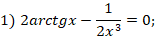 1) 2arctgx − 1/(2x³) = 0;